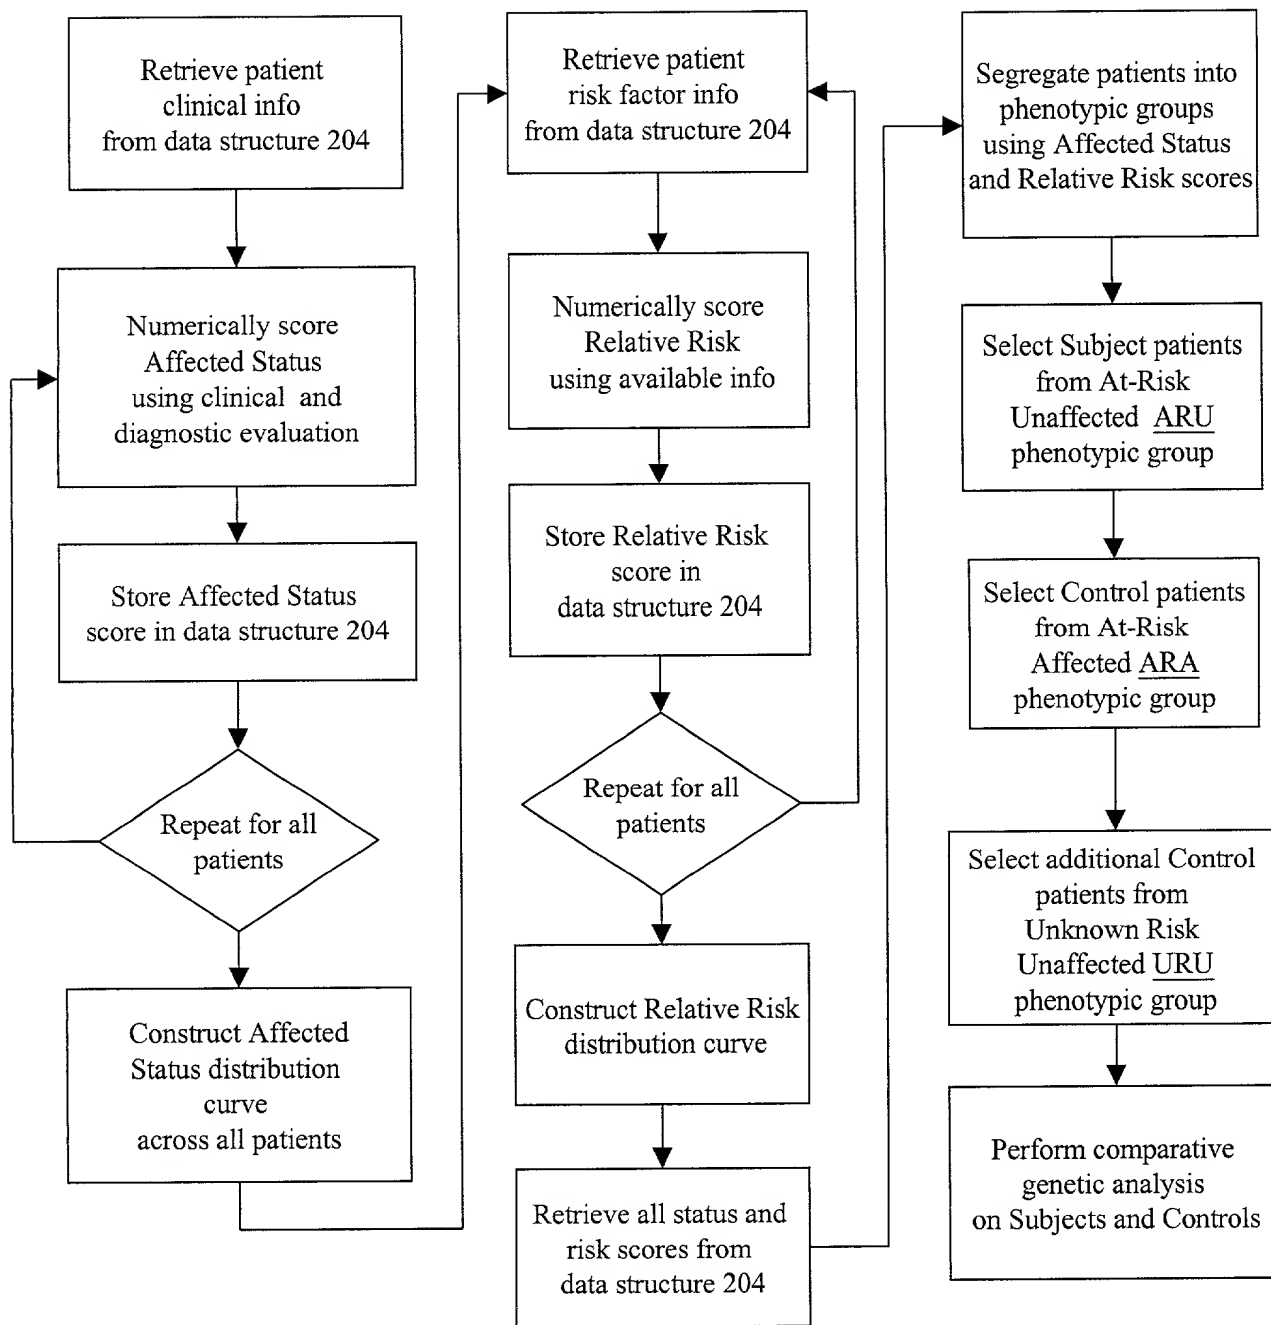 Retrieve patient
clinical info
from data structure 204
Numerically score
Affected Status
using clinical and
diagnostic evaluation
Store Affected Status
score in data structure 204
Repeat for all
patients
Construct Affected
Status distribution
curve
across all patients
Retrieve patient
risk factor info
from data structure 204
Numerically score
Relative Risk
using available info
Store Relative Risk
score in
data structure 204
Repeat for all
patients
Construct Relative Risk
distribution curve
Retrieve all status and
risk scores from
data structure 204
Segregate patients into
phenotypic groups
using Affected Status
and Relative Risk scores
Select Subject patients
from At-Risk
Unaffected ARU
phenotypic group
Select Control patients
from At-Risk
Affected ARA
phenotypic group
Select additional Control
patients from
Unknown Risk
Unaffected URU
phenotypic group
Perform comparative
genetic analysis
on Subjects and Controls